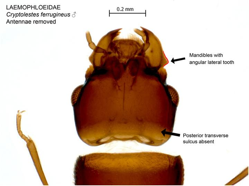 LAEMOPHLOEIDAE
Cryptolestes ferrugineus ♂
Antennae removed
0.2 mm
Mandibles with
angular lateral tooth
Posterior transverse
sulcus absent